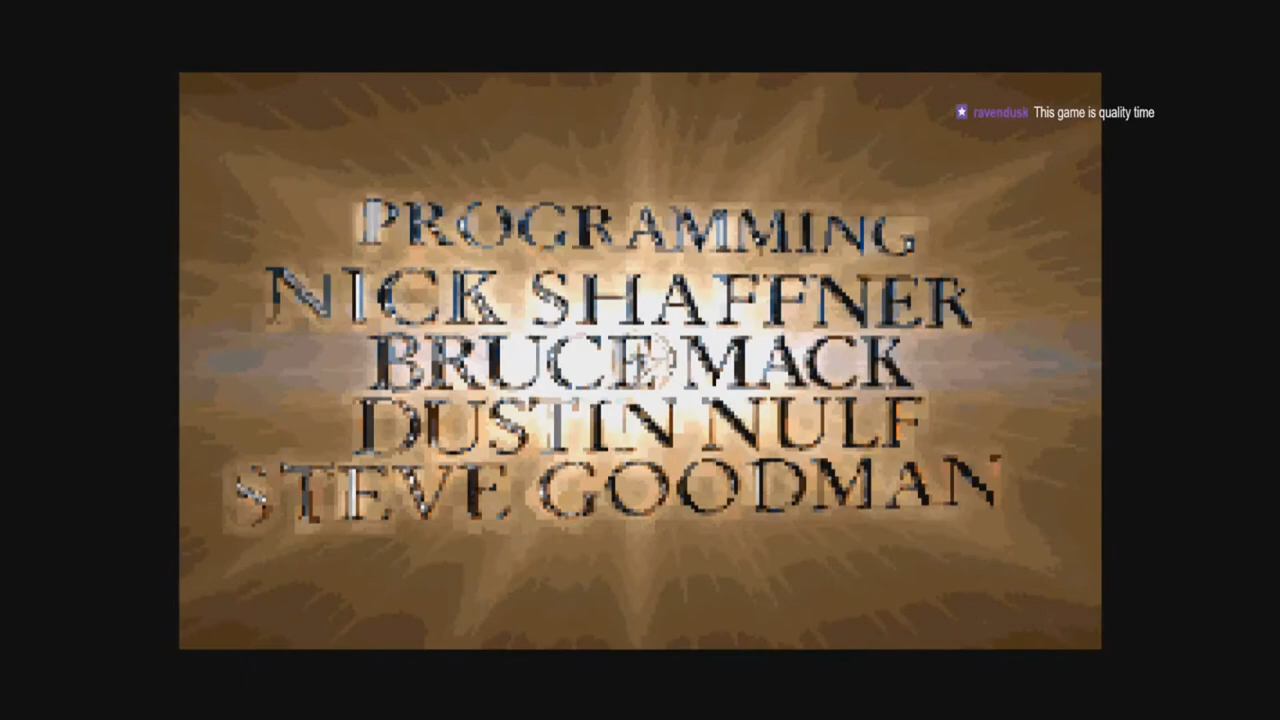 ravendusk This game is quality time
PROGRAMMING
NICK SHAFFNER
BRUCE MACK
DUSTIN NULF
STEVE GOODMAN